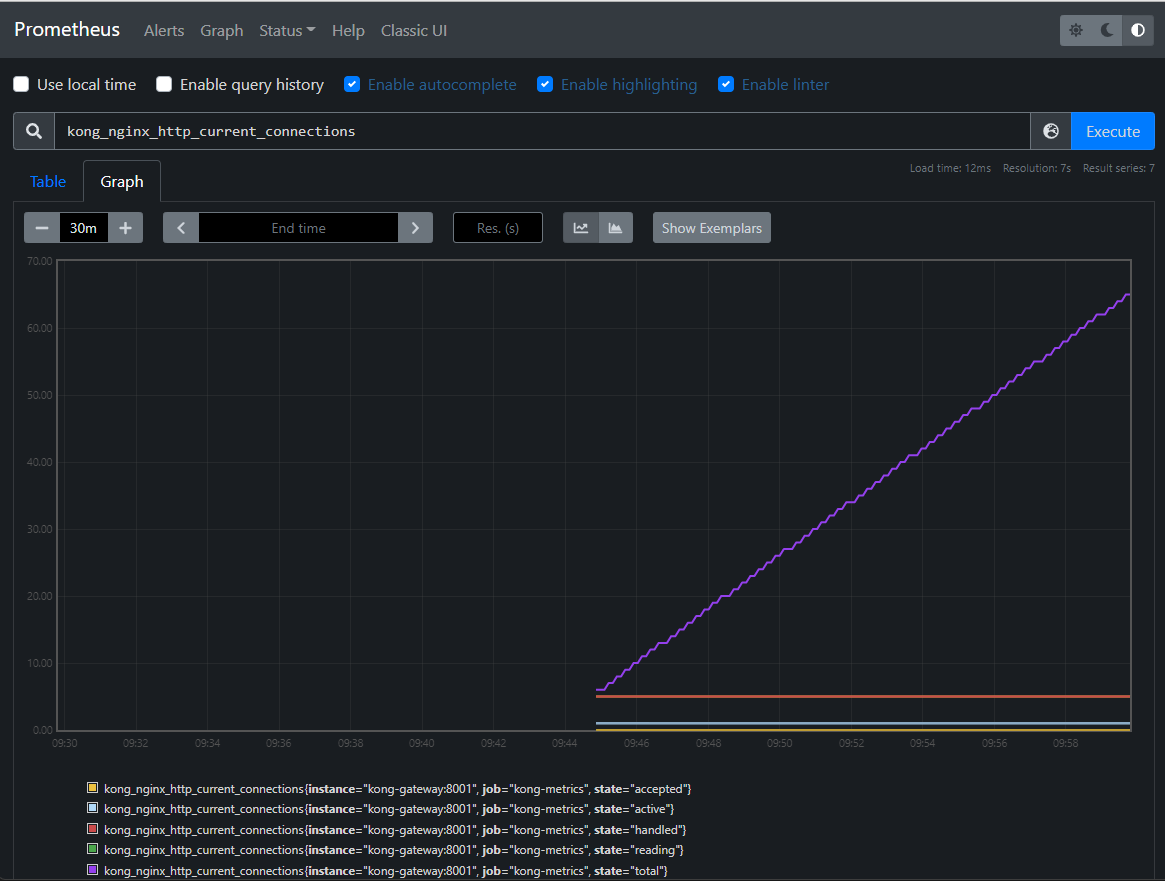 Prometheus Alerts Graph Status Help Classic UI
Use local time Enable query history Enable autocomplete Enable highlighting Enable linter
kong_nginx_http_current_connections Execute
Load time: 12ms Resolution: 7s Result series: 7
Table Graph
30m End time Res. (s) Show Exemplars
70.00
60.00
50.00
40.00
30.00
20.00
10.00
0.00
09:30 09:32 09:34 09:36 09:38 09:40 09:42 09:44 09:46 09:48 09:50 09:52 09:54 09:56 09:58
kong_nginx_http_current_connections{instance="kong-gateway:8001", job="kong-metrics", state="accepted"}
kong_nginx_http_current_connections{instance="kong-gateway:8001", job="kong-metrics", state="active"}
kong_nginx_http_current_connections{instance="kong-gateway:8001", job="kong-metrics", state="handled"}
kong_nginx_http_current_connections{instance="kong-gateway:8001", job="kong-metrics", state="reading"}
kong_nginx_http_current_connections{instance="kong-gateway:8001", job="kong-metrics", state="total"}